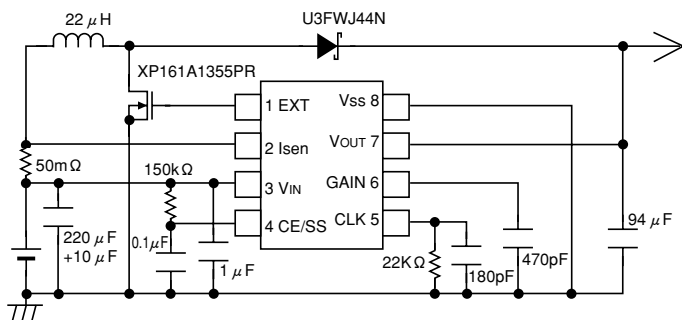 U3FWJ44N
22 μH
XP161A1355PR
1 EXT
VSS 8
2 Isen
VOUT 7
50mΩ
150kΩ
3 VIN
GAIN 6
4 CE/SS
CLK 5
94 μF
220 μF
+10 μF
0.1μF
1 μF
22KΩ
180pF
470pF